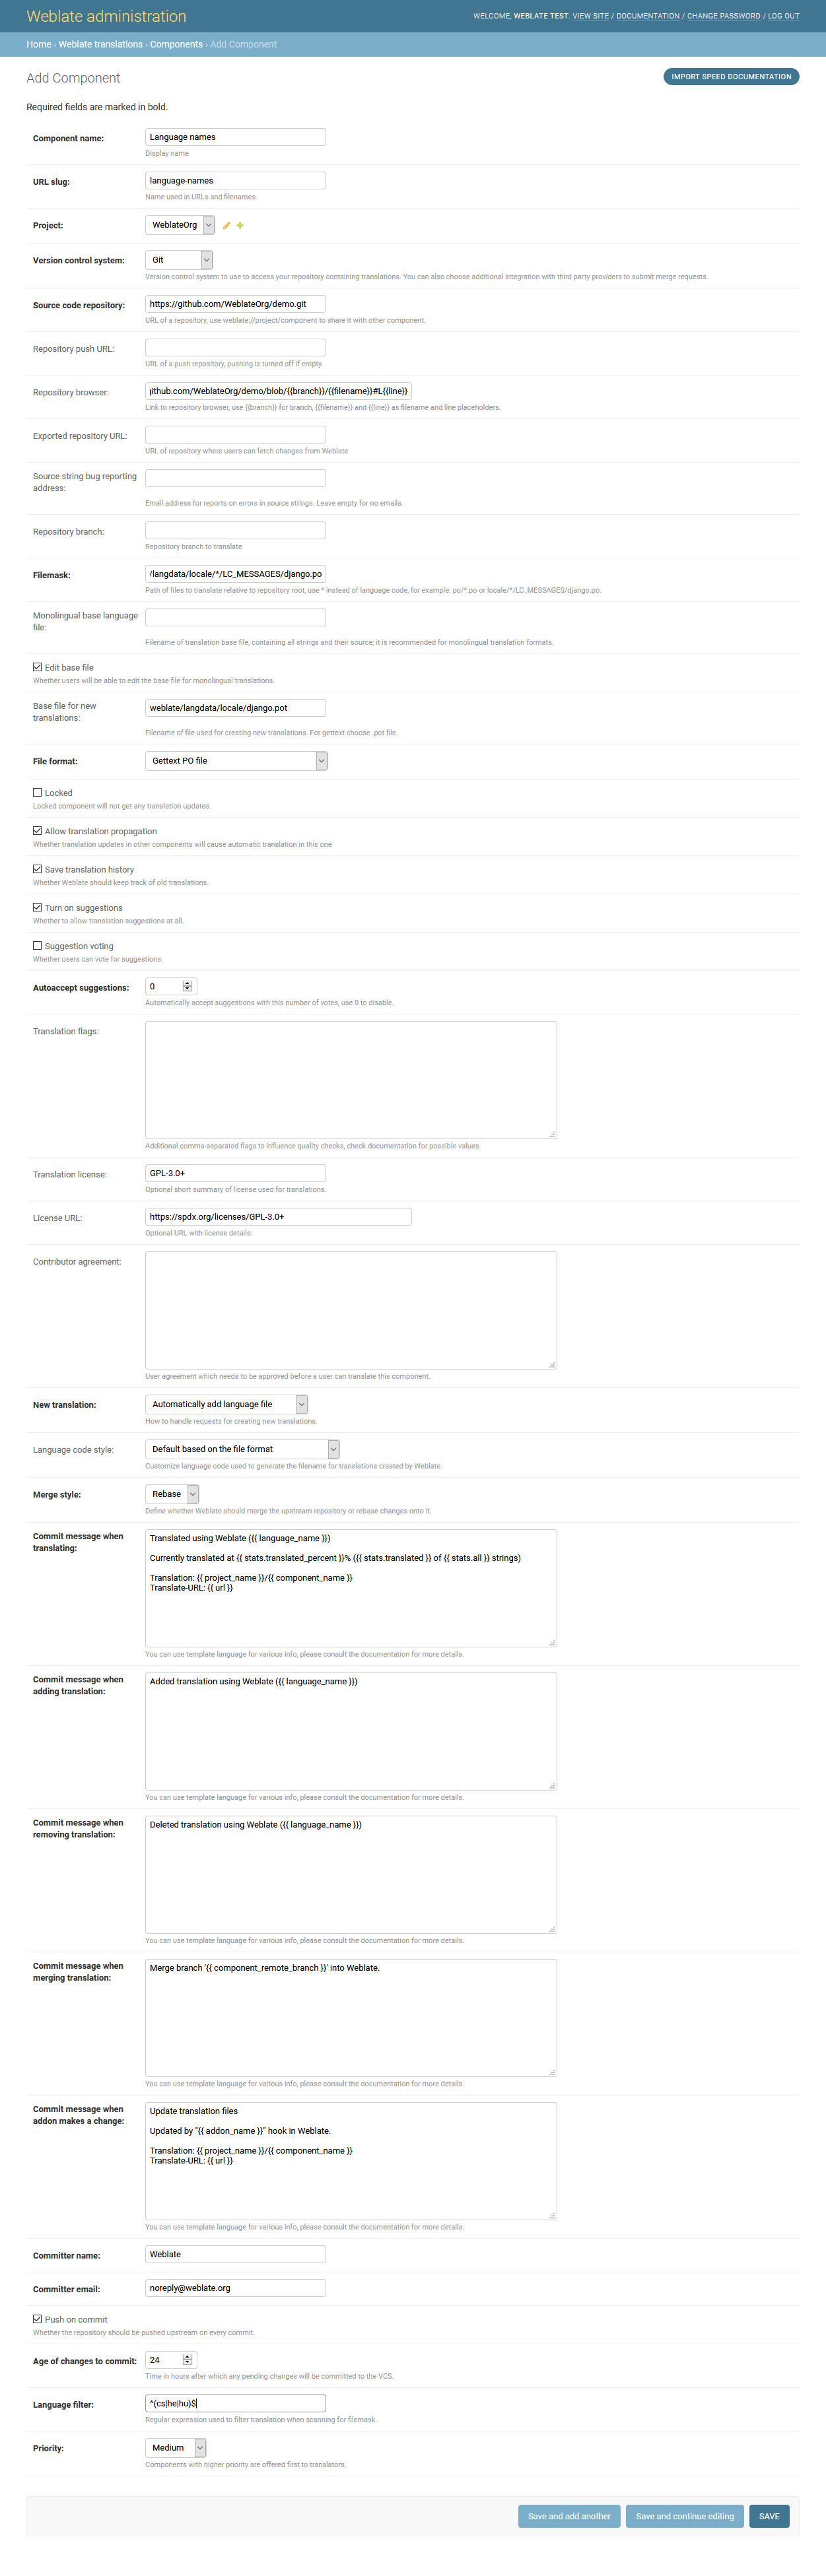 Weblate administration
WELCOME, WEBLATE TEST. VIEW SITE / DOCUMENTATION / CHANGE PASSWORD / LOG OUT
Home › Weblate translations › Components › Add Component
Add Component
IMPORT SPEED DOCUMENTATION
Required fields are marked in bold.
Component name: Language names
Display name
URL slug: language-names
Name used in URLs and filenames.
Project: WeblateOrg
Version control system: Git
Version control system to use to access your repository containing translations. You can also choose additional integration with third party providers to submit merge requests.
Source code repository: https://github.com/WeblateOrg/demo.git
URL of a repository, use weblate://project/component to share it with other component.
Repository push URL:
URL of a push repository, pushing is turned off if empty.
Repository browser: github.com/WeblateOrg/demo/blob/{{branch}}/{{filename}}#L{{line}}
Link to repository browser, use {{branch}} for branch, {{filename}} and {{line}} as filename and line placeholders.
Exported repository URL:
URL of repository where users can fetch changes from Weblate
Source string bug reporting
address:
Email address for reports on errors in source strings. Leave empty for no emails.
Repository branch:
Repository branch to translate
Filemask: /langdata/locale/*/LC_MESSAGES/django.po
Path of files to translate relative to repository root, use * instead of language code, for example: po/*.po or locale/*/LC_MESSAGES/django.po.
Monolingual base language
file:
Filename of translation base file, containing all strings and their source; it is recommended for monolingual translation formats.
Edit base file
Whether users will be able to edit the base file for monolingual translations.
Base file for new
translations: weblate/langdata/locale/django.pot
Filename of file used for creating new translations. For gettext choose .pot file.
File format: Gettext PO file
Locked
Locked component will not get any translation updates.
Allow translation propagation
Whether translation updates in other components will cause automatic translation in this one
Save translation history
Whether Weblate should keep track of old translations.
Turn on suggestions
Whether to allow translation suggestions at all.
Suggestion voting
Whether users can vote for suggestions.
Autoaccept suggestions: 0
Automatically accept suggestions with this number of votes, use 0 to disable.
Translation flags:
Additional comma-separated flags to influence quality checks, check documentation for possible values.
Translation license: GPL-3.0+
Optional short summary of license used for translations.
License URL: https://spdx.org/licenses/GPL-3.0+
Optional URL with license details.
Contributor agreement:
User agreement which needs to be approved before a user can translate this component.
New translation: Automatically add language file
How to handle requests for creating new translations.
Language code style: Default based on the file format
Customize language code used to generate the filename for translations created by Weblate.
Merge style: Rebase
Define whether Weblate should merge the upstream repository or rebase changes onto it.
Commit message when
translating:
Translated using Weblate ({{ language_name }})
Currently translated at {{ stats.translated_percent }}% ({{ stats.translated }} of {{ stats.all }} strings)
Translation: {{ project_name }}/{{ component_name }}
Translate-URL: {{ url }}
You can use template language for various info, please consult the documentation for more details.
Commit message when
adding translation:
Added translation using Weblate ({{ language_name }})
You can use template language for various info, please consult the documentation for more details.
Commit message when
removing translation:
Deleted translation using Weblate ({{ language_name }})
You can use template language for various info, please consult the documentation for more details.
Commit message when
merging translation:
Merge branch '{{ component_remote_branch }}' into Weblate.
You can use template language for various info, please consult the documentation for more details.
Commit message when
addon makes a change:
Update translation files
Updated by "{{ addon_name }}" hook in Weblate.
Translation: {{ project_name }}/{{ component_name }}
Translate-URL: {{ url }}
You can use template language for various info, please consult the documentation for more details.
Committer name: Weblate
Committer email: noreply@weblate.org
Push on commit
Whether the repository should be pushed upstream on every commit.
Age of changes to commit: 24
Time in hours after which any pending changes will be committed to the VCS.
Language filter: ^(cs|he|hu)$
Regular expression used to filter translation when scanning for filemask.
Priority: Medium
Components with higher priority are offered first to translators.
Save and add another
Save and continue editing
SAVE